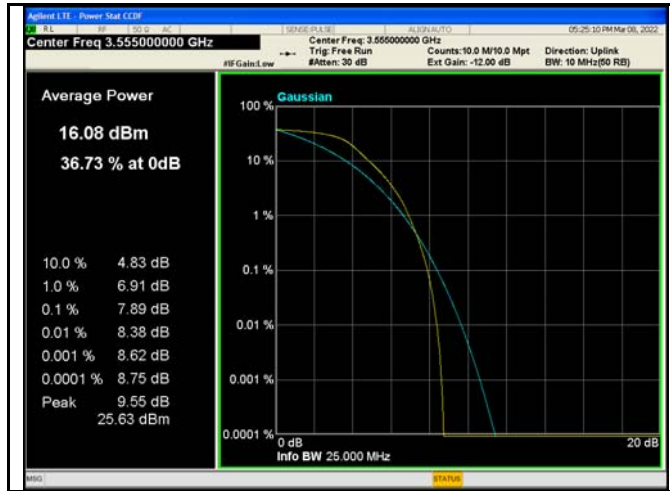 Agilent LTE - Power Stat CCDF
RL RF 50 Ω AC SENSE:PULSE ALIGN AUTO 05:25:10 PM Mar 08, 2022
Center Freq 3.555000000 GHz
Center Freq: 3.555000000 GHz
Trig: Free Run Counts:10.0 M/10.0 Mpt Direction: Uplink
#IFGain:Low #Atten: 30 dB Ext Gain: -12.00 dB BW: 10 MHz(50 RB)
Average Power
16.08 dBm
36.73 % at 0dB
10.0 % 4.83 dB
1.0 % 6.91 dB
0.1 % 7.89 dB
0.01 % 8.38 dB
0.001 % 8.62 dB
0.0001 % 8.75 dB
Peak 9.55 dB
25.63 dBm
Gaussian
100 %
10 %
1 %
0.1 %
0.01 %
0.001 %
0.0001 %
0 dB 20 dB
Info BW 25.000 MHz
MSG STATUS